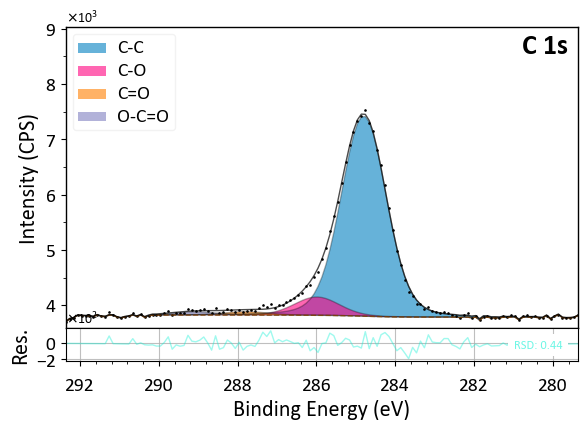 ×10³
C 1s
9
8
7
6
5
4
Intensity (CPS)
C-C
C-O
C=O
O-C=O
×10²
Res.
0
−2
RSD: 0.44
292
290
288
286
284
282
280
Binding Energy (eV)